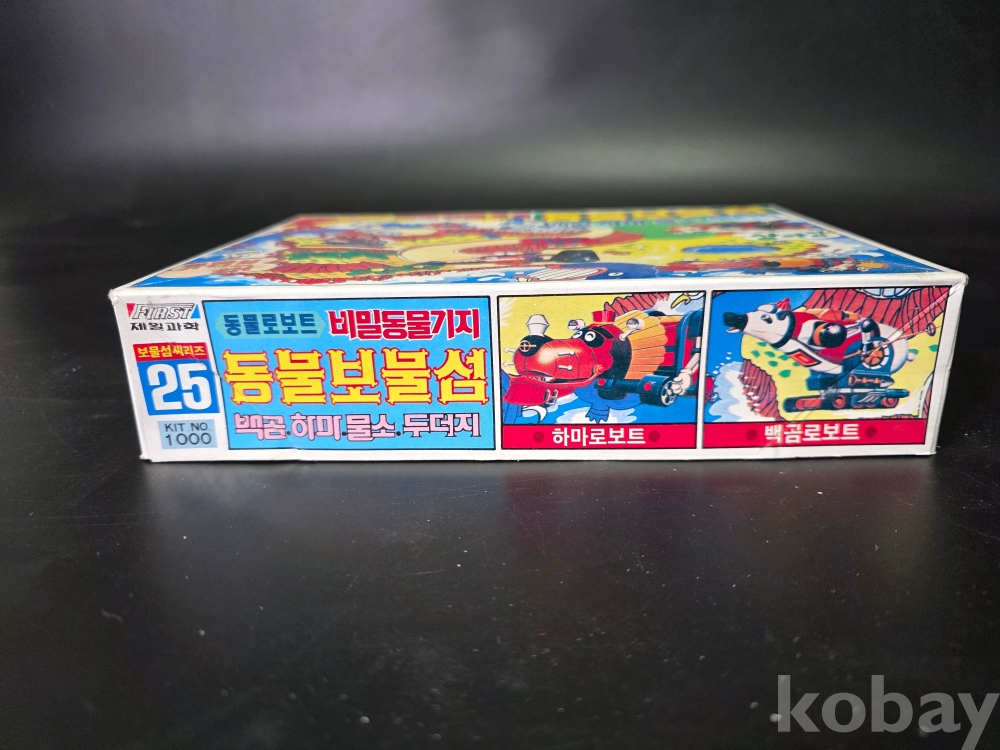 FIRST
제일과학
보물섬씨리즈
25
KIT. NO
1000
동물로보트 비밀동물기지
동물보물섬
백곰.하마.물소.두더지
하마로보트
백곰로보트
kobay